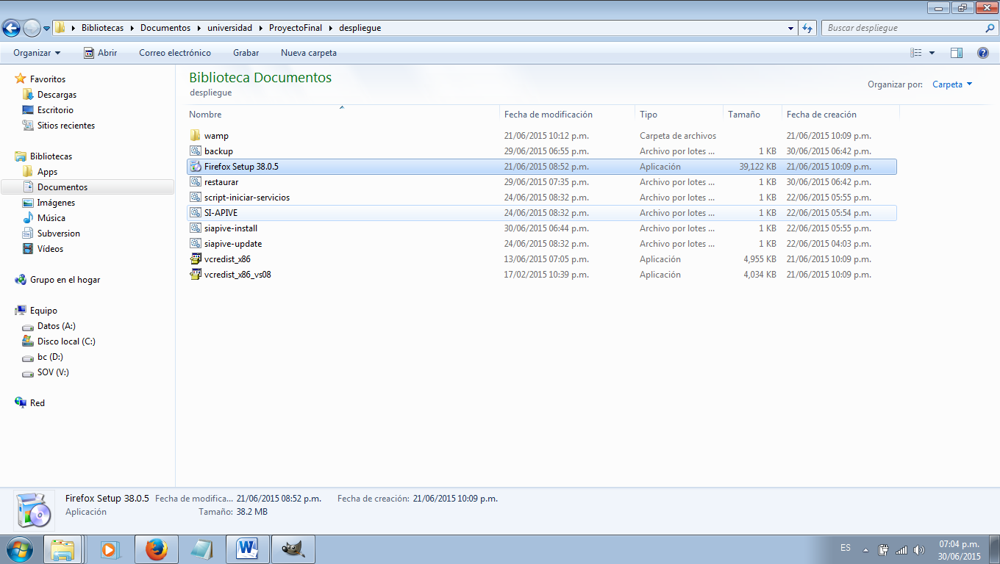 Bibliotecas Documentos universidad ProyectoFinal despliegue Buscar despliegue
Organizar Abrir Correo electrónico Grabar Nueva carpeta
Favoritos
Descargas
Escritorio
Sitios recientes
Bibliotecas
Apps
Documentos
Imágenes
Música
Subversion
Vídeos
Grupo en el hogar
Equipo
Datos (A:)
Disco local (C:)
bc (D:)
SOV (V:)
Red
Biblioteca Documentos
despliegue
Organizar por: Carpeta
Nombre Fecha de modificación Tipo Tamaño Fecha de creación
wamp 21/06/2015 10:12 p.m. Carpeta de archivos 21/06/2015 10:09 p.m.
backup 29/06/2015 06:55 p.m. Archivo por lotes ... 1 KB 30/06/2015 06:42 p.m.
Firefox Setup 38.0.5 21/06/2015 08:52 p.m. Aplicación 39,122 KB 21/06/2015 10:09 p.m.
restaurar 29/06/2015 07:35 p.m. Archivo por lotes ... 1 KB 30/06/2015 06:42 p.m.
script-iniciar-servicios 24/06/2015 08:32 p.m. Archivo por lotes ... 1 KB 22/06/2015 05:55 p.m.
SI-APIVE 24/06/2015 08:32 p.m. Archivo por lotes ... 1 KB 22/06/2015 05:54 p.m.
siapive-install 30/06/2015 06:44 p.m. Archivo por lotes ... 1 KB 22/06/2015 05:55 p.m.
siapive-update 24/06/2015 08:32 p.m. Archivo por lotes ... 1 KB 22/06/2015 04:03 p.m.
vcredist_x86 13/06/2015 07:05 p.m. Aplicación 4,955 KB 21/06/2015 10:09 p.m.
vcredist_x86_vs08 17/02/2015 10:39 p.m. Aplicación 4,034 KB 21/06/2015 10:09 p.m.
Firefox Setup 38.0.5 Fecha de modifica... 21/06/2015 08:52 p.m. Fecha de creación: 21/06/2015 10:09 p.m.
Aplicación Tamaño: 38.2 MB
ES 07:04 p.m.
30/06/2015